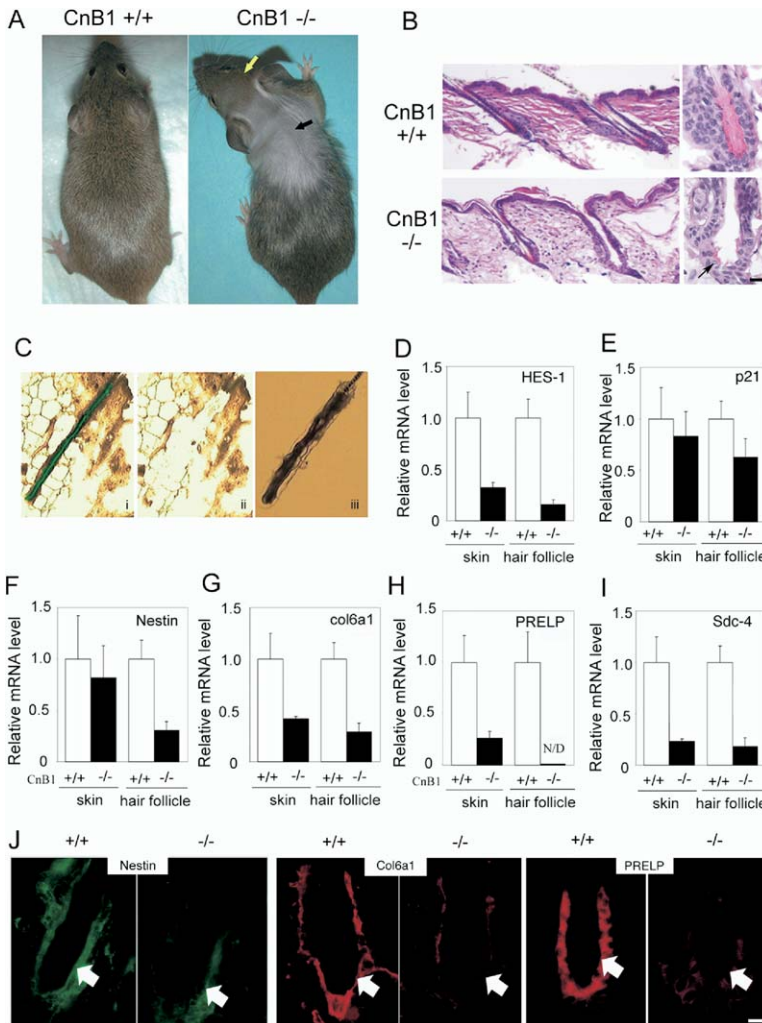 A
CnB1 +/+
CnB1 -/-
B
CnB1
+/+
CnB1
-/-
C
i
ii
iii
D
Relative mRNA level
1.5
1.0
0.5
0
HES-1
+/+ -/- +/+ -/-
skin hair follicle
E
Relative mRNA level
1.5
1.0
0.5
0
p21
+/+ -/- +/+ -/-
skin hair follicle
F
Relative mRNA level
1.5
1.0
0.5
0
Nestin
CnB1 +/+ -/- +/+ -/-
skin hair follicle
G
Relative mRNA level
1.5
1.0
0.5
0
col6a1
+/+ -/- +/+ -/-
skin hair follicle
H
Relative mRNA level
1.5
1.0
0.5
0
PRELP
N/D
CnB1 +/+ -/- +/+ -/-
skin hair follicle
I
Relative mRNA level
1.5
1.0
0.5
0
Sdc-4
+/+ -/- +/+ -/-
skin hair follicle
J
+/+ -/- +/+ -/- +/+ -/-
Nestin Col6a1 PRELP